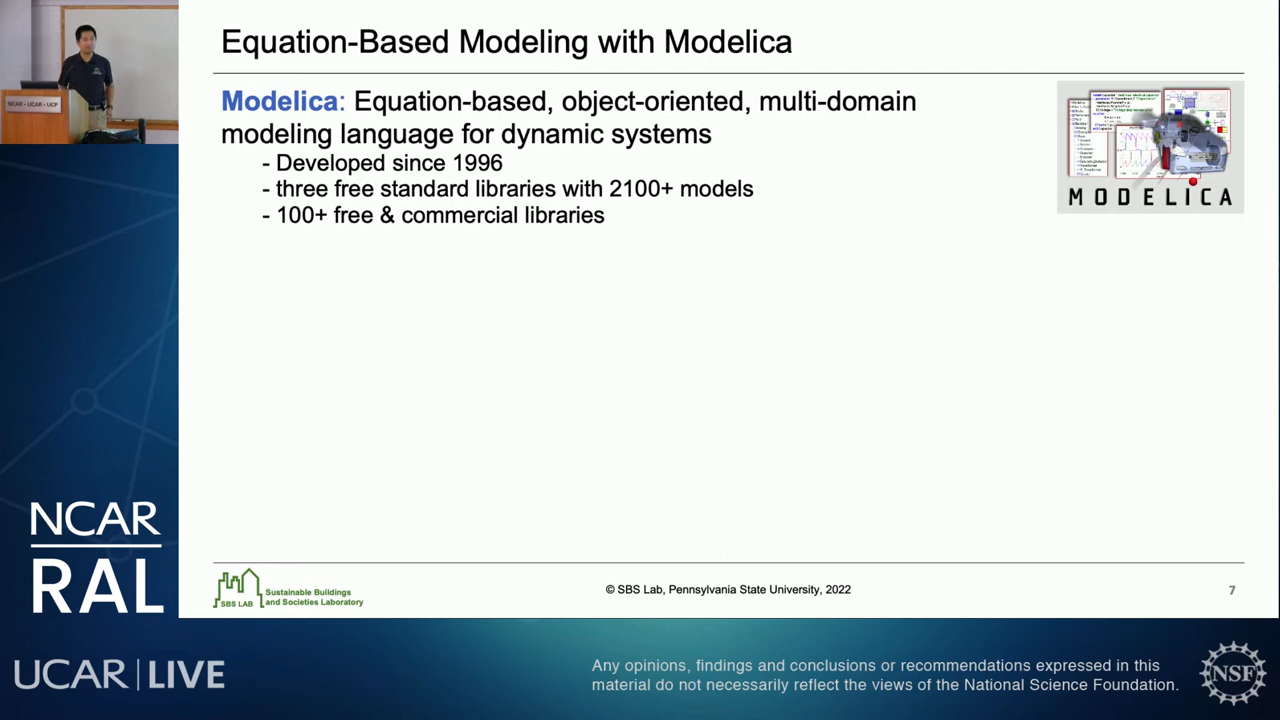 Equation-Based Modeling with Modelica
Modelica: Equation-based, object-oriented, multi-domain
modeling language for dynamic systems
- Developed since 1996
- three free standard libraries with 2100+ models
- 100+ free & commercial libraries
MODELICA
NCAR • UCAR • UCP
NCAR
RAL
SBS LAB
Sustainable Buildings
and Societies Laboratory
© SBS Lab, Pennsylvania State University, 2022
7
UCAR | LIVE
Any opinions, findings and conclusions or recommendations expressed in this
material do not necessarily reflect the views of the National Science Foundation.
NSF